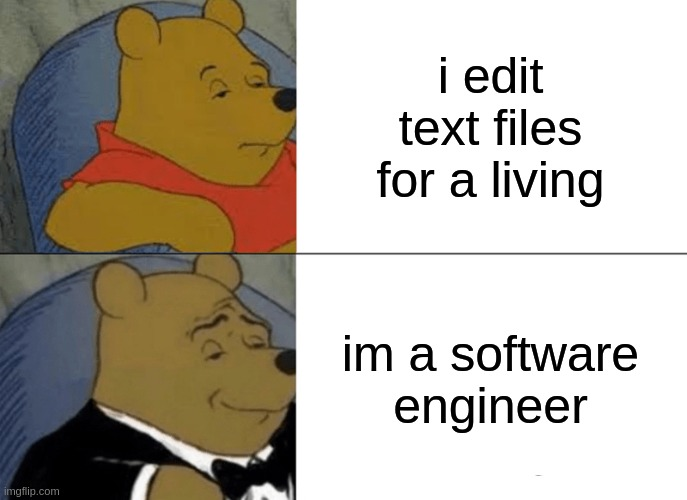 i edit
text files
for a living
im a software
engineer
imgflip.com